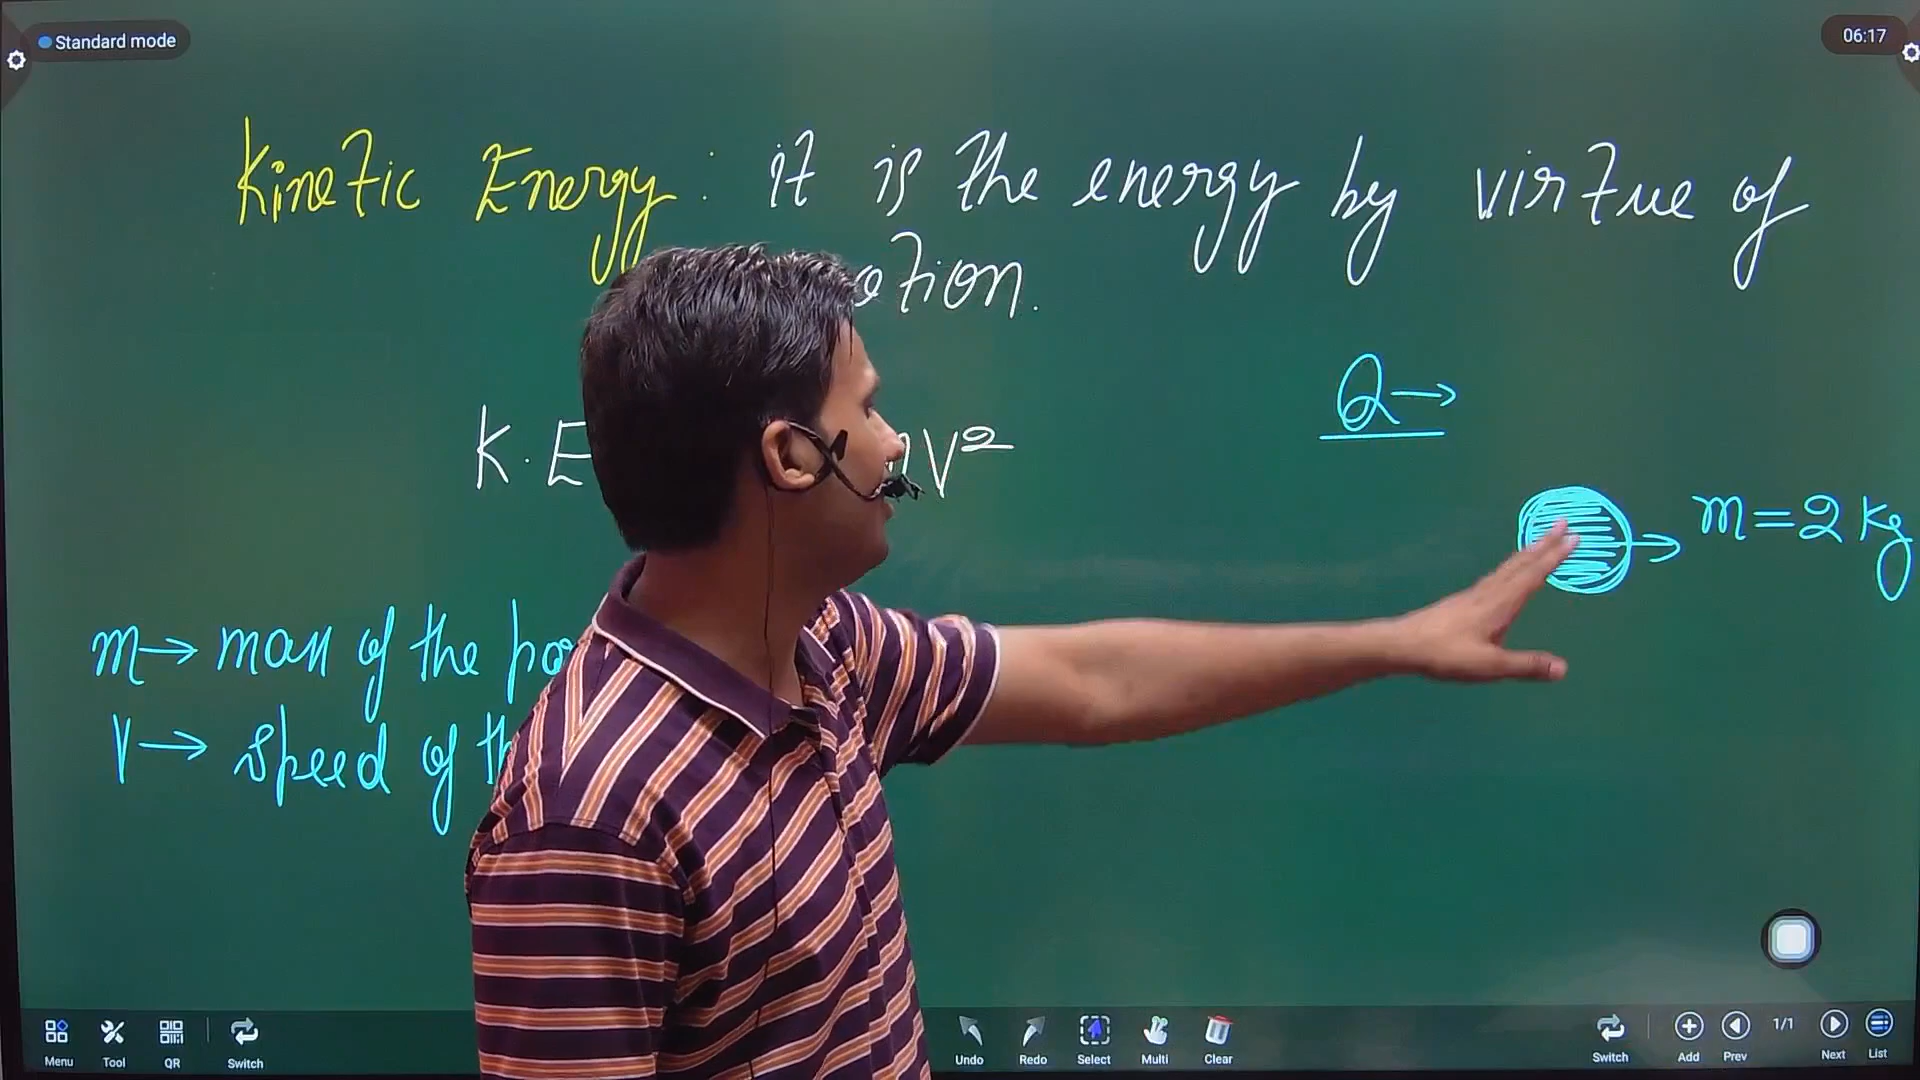 Standard mode
06:17
Kinetic Energy : it is the energy by virtue of
otion.
Q→
K.E V²
m = 2 kg
m → mass of the
V → speed of th
Menu Tool QR Switch Undo Redo Select Multi Clear Switch Add Prev 1/1 Next List